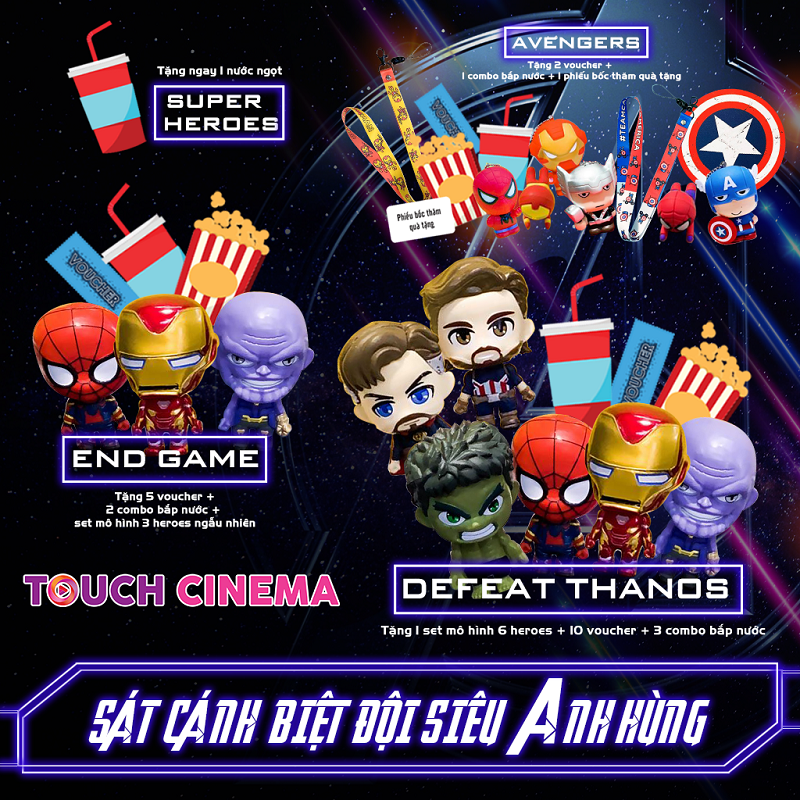 Tặng ngay 1 nước ngọt
SUPER
HEROES
AVENGERS
Tặng 2 voucher +
1 combo bắp nước + 1 phiếu bốc thăm quà tặng
VOUCHER
#TEAMCA
MERICA
A
Phiếu bốc thăm
quà tặng
VOUCHER
VOUCHER
END GAME
Tặng 5 voucher +
2 combo bắp nước +
set mô hình 3 heroes ngẫu nhiên
TOUCH CINEMA
DEFEAT THANOS
Tặng 1 set mô hình 6 heroes + 10 voucher + 3 combo bắp nước
SÁT CÁNH BIỆT ĐỘI SIÊU ANH HÙNG